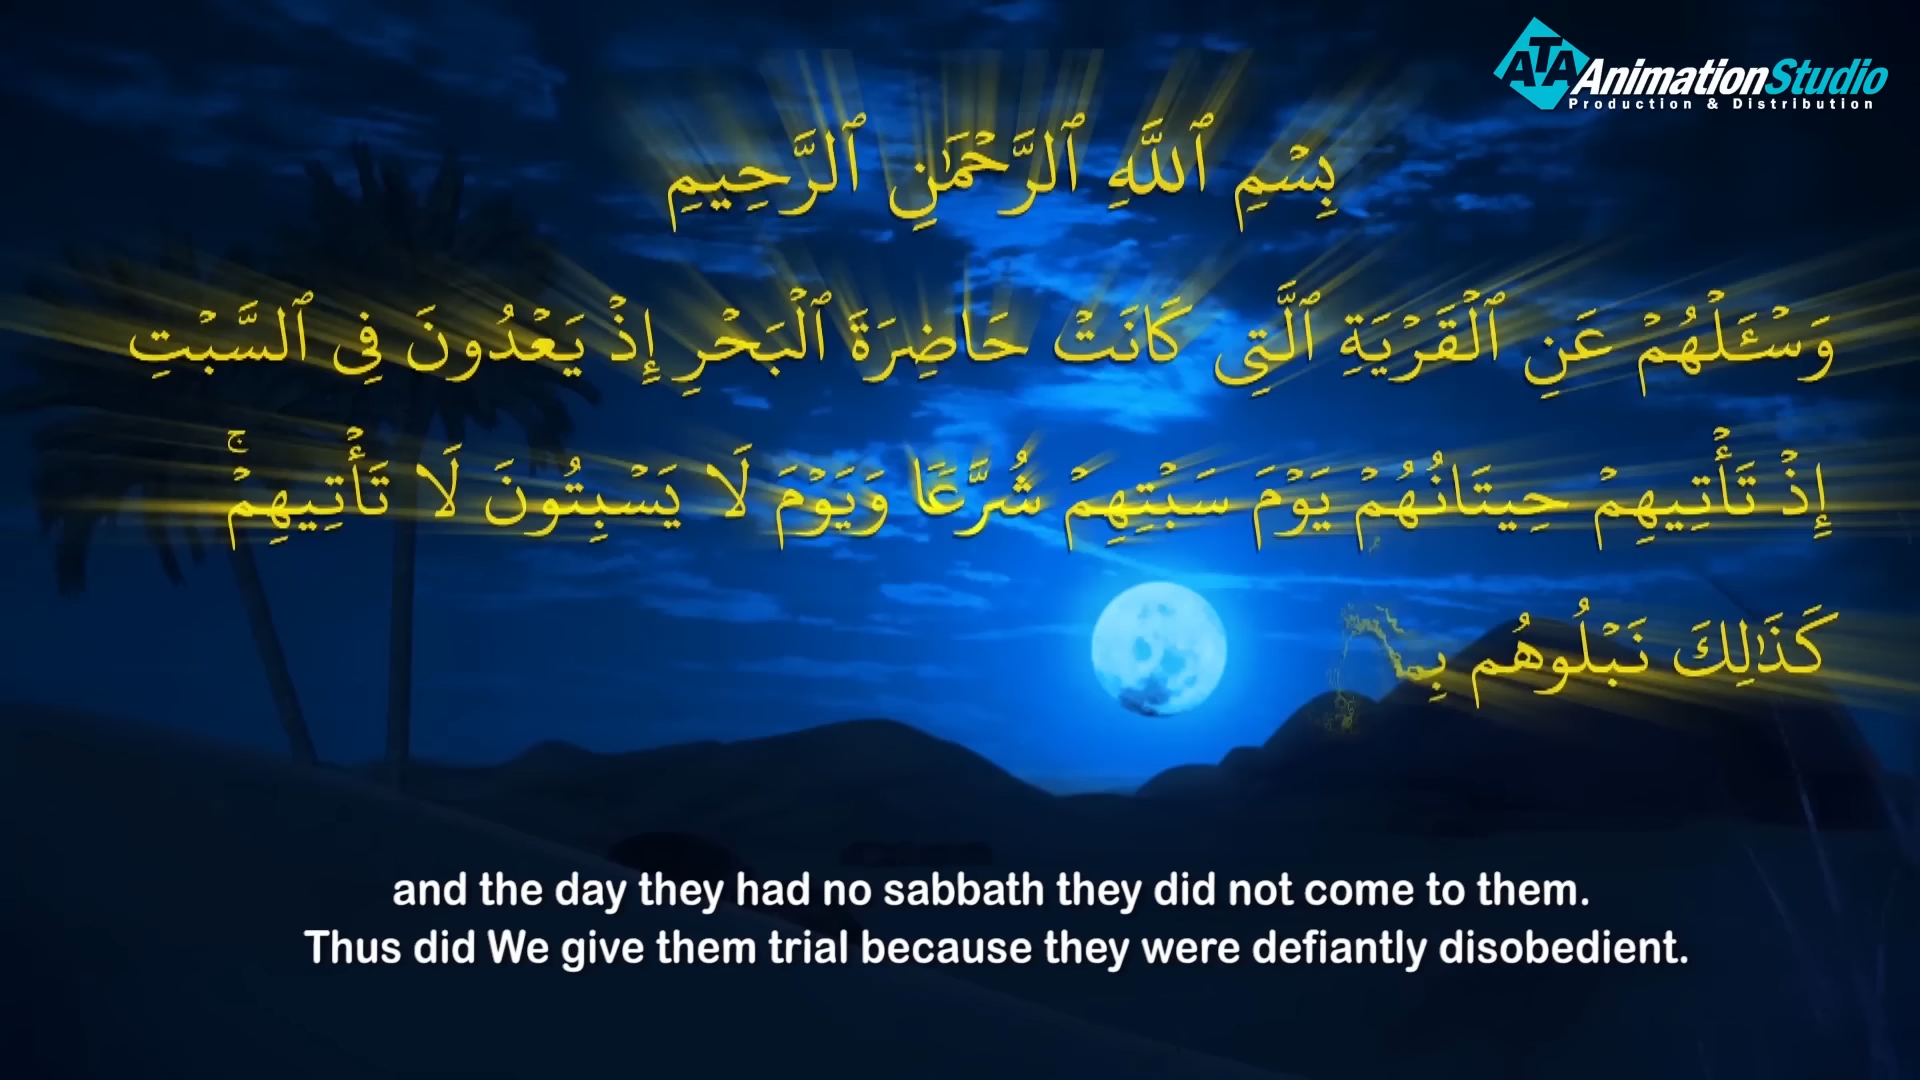 ATA AnimationStudio
Production & Distribution
بِسْمِ ٱللَّهِ ٱلرَّحْمَٰنِ ٱلرَّحِيمِ
وَسْـَٔلْهُمْ عَنِ ٱلْقَرْيَةِ ٱلَّتِى كَانَتْ حَاضِرَةَ ٱلْبَحْرِ إِذْ يَعْدُونَ فِى ٱلسَّبْتِ
إِذْ تَأْتِيهِمْ حِيتَانُهُمْ يَوْمَ سَبْتِهِمْ شُرَّعًا وَيَوْمَ لَا يَسْبِتُونَ لَا تَأْتِيهِمْ ۚ
كَذَٰلِكَ نَبْلُوهُم
and the day they had no sabbath they did not come to them.
Thus did We give them trial because they were defiantly disobedient.